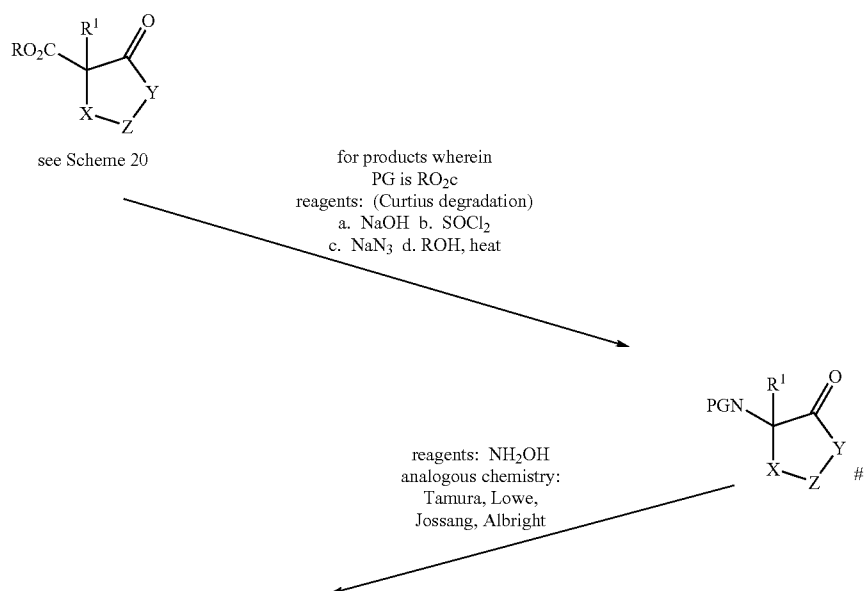 R¹ O
RO₂C
Y
X Z
see Scheme 20
for products wherein
PG is RO₂c
reagents: (Curtius degradation)
a. NaOH b. SOCl₂
c. NaN₃ d. ROH, heat
R¹ O
PGN
Y
X Z #
reagents: NH₂OH
analogous chemistry:
Tamura, Lowe,
Jossang, Albright